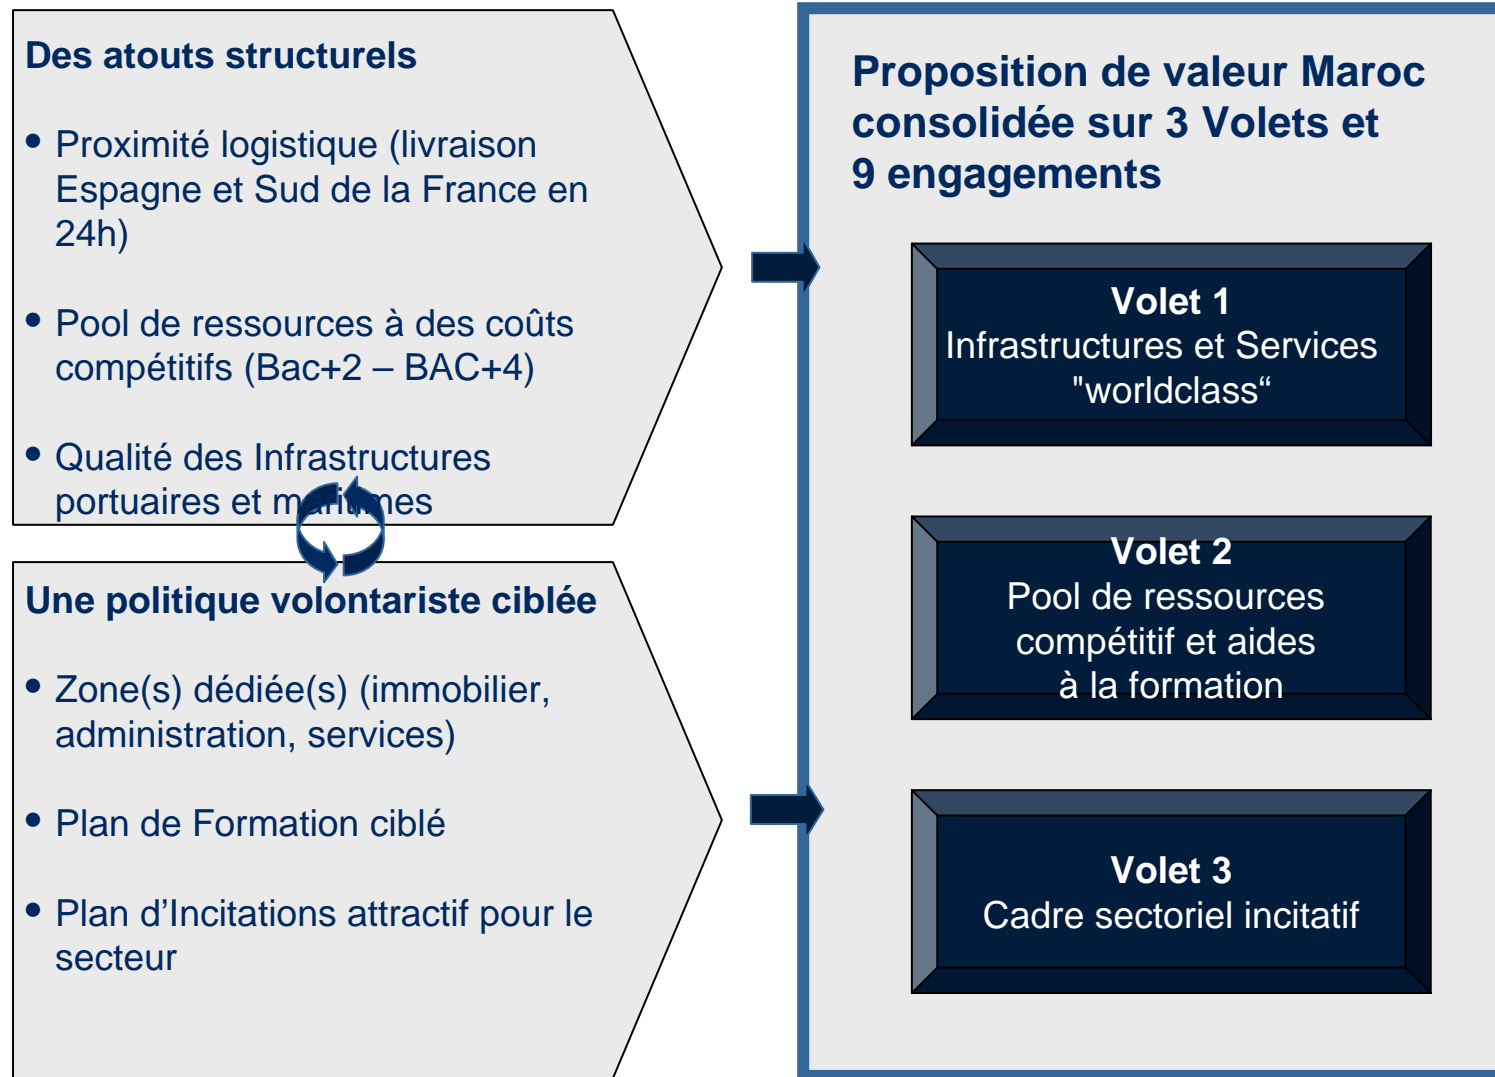 Des atouts structurels
• Proximité logistique (livraison
Espagne et Sud de la France en
24h)
• Pool de ressources à des coûts
compétitifs (Bac+2 – BAC+4)
• Qualité des Infrastructures
portuaires et maritimes
Une politique volontariste ciblée
• Zone(s) dédiée(s) (immobilier,
administration, services)
• Plan de Formation ciblé
• Plan d’Incitations attractif pour le
secteur
Proposition de valeur Maroc
consolidée sur 3 Volets et
9 engagements
Volet 1
Infrastructures et Services
"worldclass“
Volet 2
Pool de ressources
compétitif et aides
à la formation
Volet 3
Cadre sectoriel incitatif